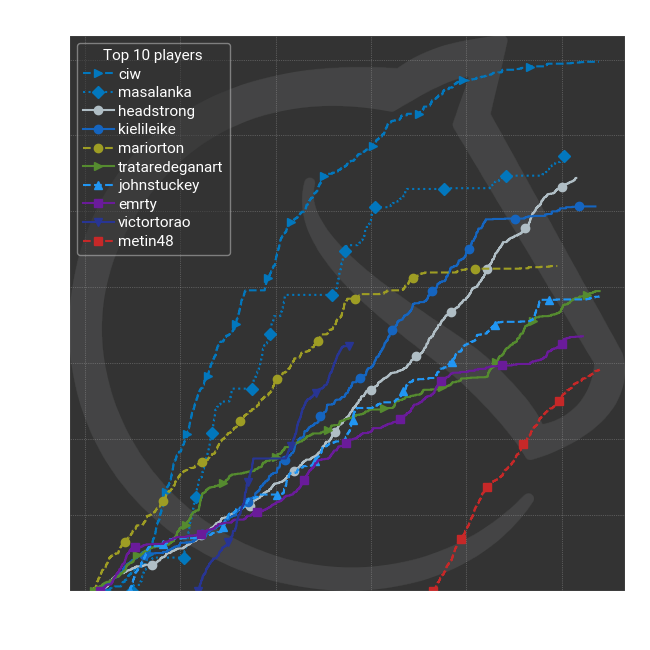 Top 10 players
ciw
masalanka
headstrong
kielileike
mariorton
trataredeganart
johnstuckey
emrty
victortorao
metin48